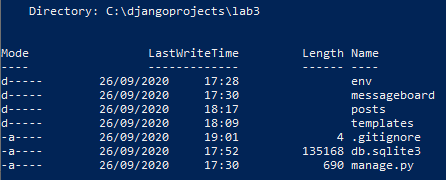 Directory: C:\djangoprojects\lab3
Mode LastWriteTime Length Name
---- ------------- ------ ----
d----- 26/09/2020 17:28 env
d----- 26/09/2020 17:30 messageboard
d----- 26/09/2020 18:17 posts
d----- 26/09/2020 18:09 templates
-a---- 26/09/2020 19:01 4 .gitignore
-a---- 26/09/2020 17:52 135168 db.sqlite3
-a---- 26/09/2020 17:30 690 manage.py